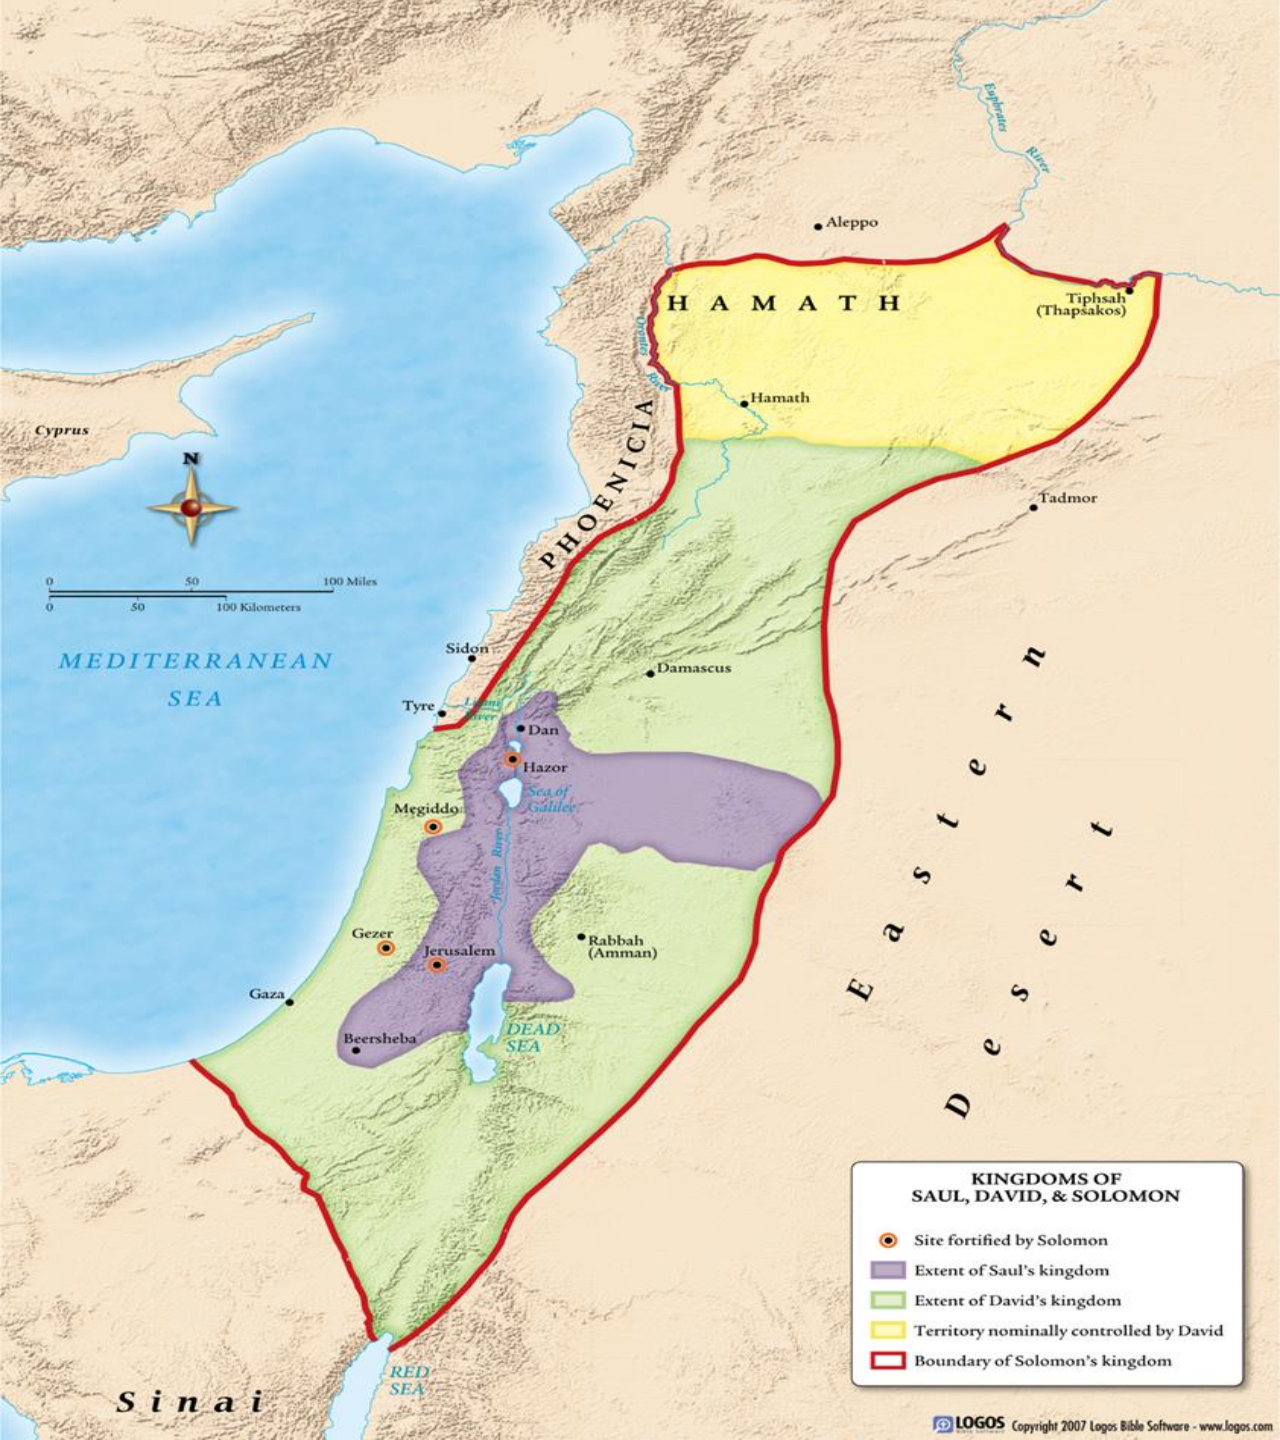 Euphrates
River
Aleppo
HAMATH
Tiphsah
(Thapsakos)
Orontes
River
Hamath
Cyprus
N
PHOENICIA
Tadmor
0 50 100 Miles
0 50 100 Kilometers
MEDITERRANEAN
SEA
Sidon
Damascus
Tyre
Litani
River
Dan
Hazor
Sea of
Galilee
Megiddo
Jordan River
Eastern
Desert
Gezer
Jerusalem
Rabbah
(Amman)
Gaza
DEAD
SEA
Beersheba
RED
SEA
Sinai
KINGDOMS OF
SAUL, DAVID, & SOLOMON
Site fortified by Solomon
Extent of Saul's kingdom
Extent of David's kingdom
Territory nominally controlled by David
Boundary of Solomon's kingdom
LOGOS Copyright 2007 Logos Bible Software - www.logos.com
Bible Software